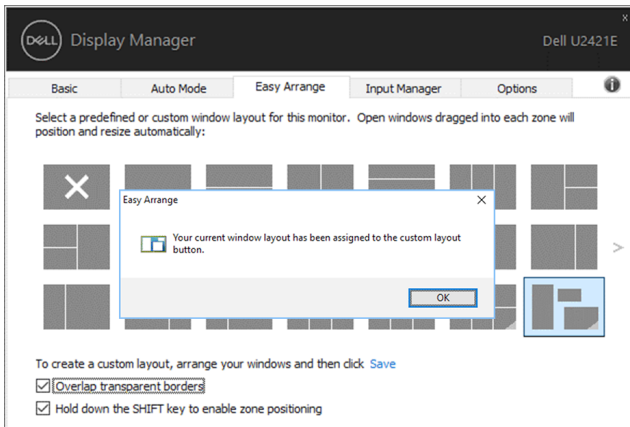 DELL Display Manager
x
Dell U2421E
Basic Auto Mode Easy Arrange Input Manager Options i
Select a predefined or custom window layout for this monitor. Open windows dragged into each zone will
position and resize automatically:
Easy Arrange
Your current window layout has been assigned to the custom layout
button.
OK
To create a custom layout, arrange your windows and then click Save
Overlap transparent borders
Hold down the SHIFT key to enable zone positioning